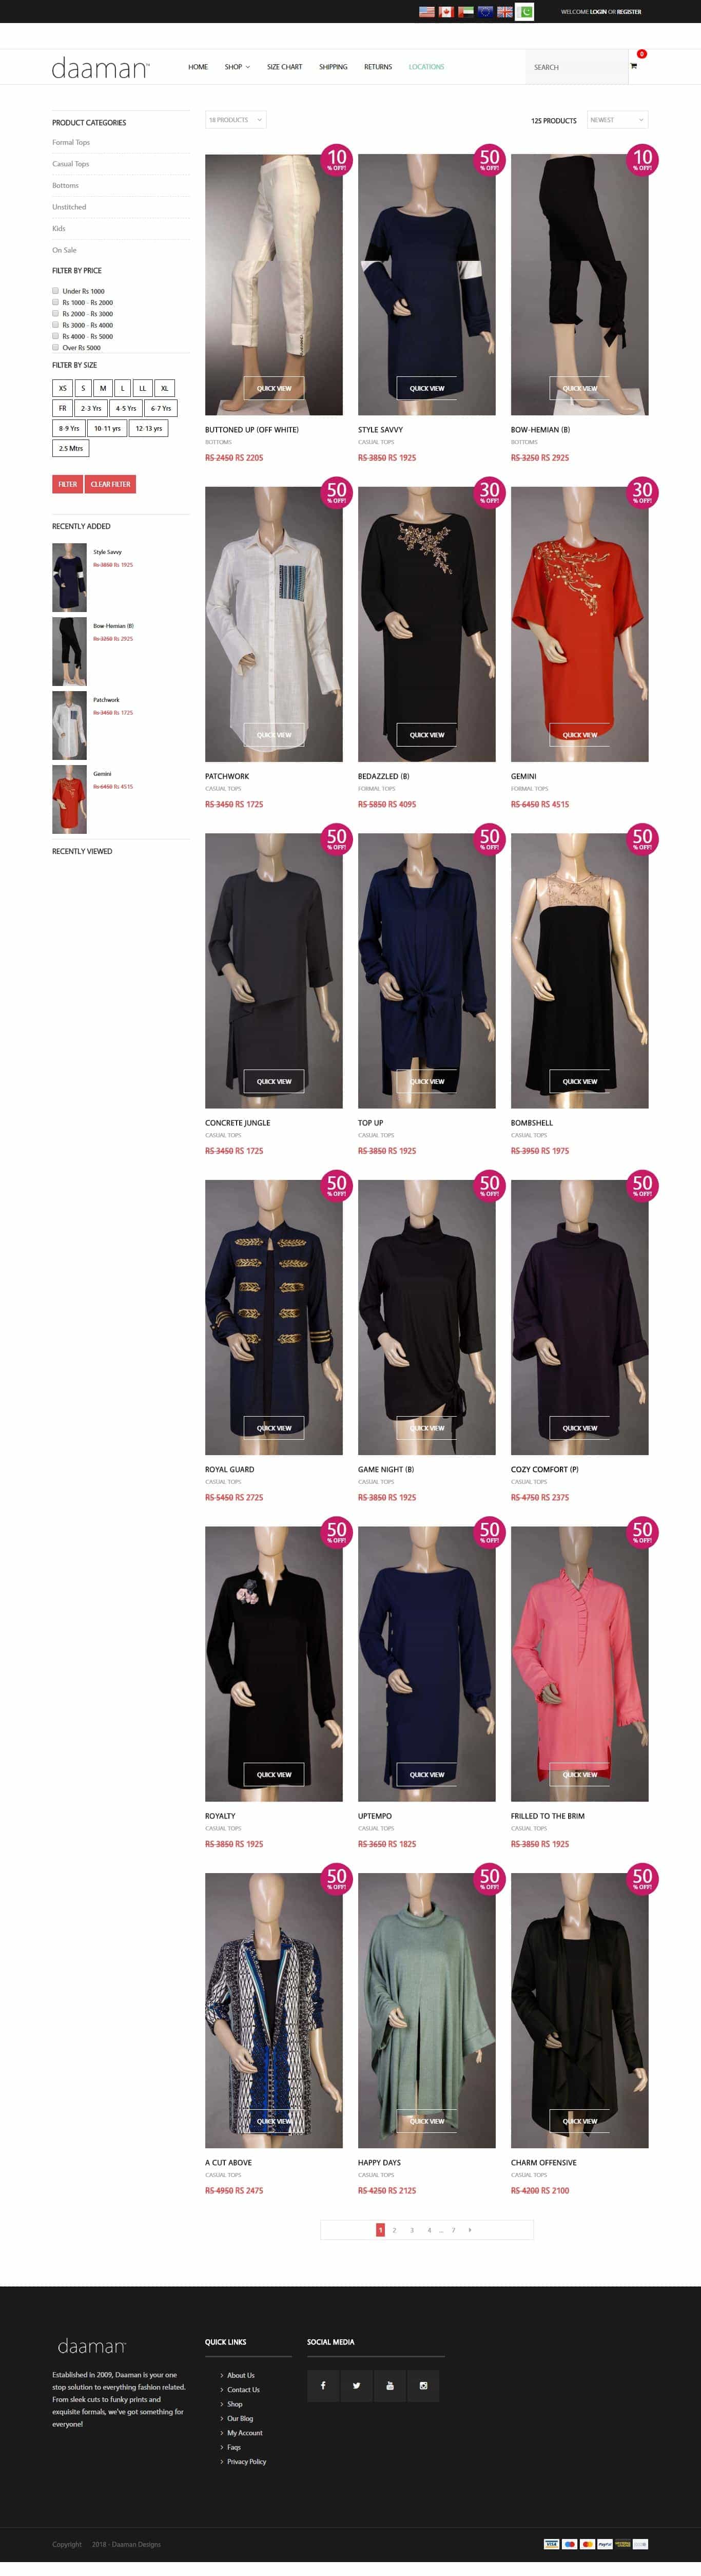 WELCOME LOGIN OR REGISTER
daaman™
HOME SHOP SIZE CHART SHIPPING RETURNS LOCATIONS
SEARCH
0
PRODUCT CATEGORIES
Formal Tops
Casual Tops
Bottoms
Unstitched
Kids
On Sale
FILTER BY PRICE
Under Rs 1000
Rs 1000 - Rs 2000
Rs 2000 - Rs 3000
Rs 3000 - Rs 4000
Rs 4000 - Rs 5000
Over Rs 5000
FILTER BY SIZE
XS S M L LL XL
FR 2-3 Yrs 4-5 Yrs 6-7 Yrs
8-9 Yrs 10-11 yrs 12-13 yrs
2.5 Mtrs
FILTER CLEAR FILTER
RECENTLY ADDED
Style Savvy
Rs 3850 Rs 1925
Bow-Hemian (B)
Rs 3250 Rs 2925
Patchwork
Rs 3450 Rs 1725
Gemini
Rs 6450 Rs 4515
RECENTLY VIEWED
18 PRODUCTS
125 PRODUCTS
NEWEST
10 50 10
% OFF! % OFF! % OFF!
QUICK VIEW QUICK VIEW QUICK VIEW
BUTTONED UP (OFF WHITE) STYLE SAVVY BOW-HEMIAN (B)
BOTTOMS CASUAL TOPS BOTTOMS
RS 2450 RS 2205 RS 3850 RS 1925 RS 3250 RS 2925
50 30 30
% OFF! % OFF! % OFF!
QUICK VIEW QUICK VIEW QUICK VIEW
PATCHWORK BEDAZZLED (B) GEMINI
CASUAL TOPS FORMAL TOPS FORMAL TOPS
RS 3450 RS 1725 RS 5850 RS 4095 RS 6450 RS 4515
50 50 50
% OFF! % OFF! % OFF!
QUICK VIEW QUICK VIEW QUICK VIEW
CONCRETE JUNGLE TOP UP BOMBSHELL
CASUAL TOPS CASUAL TOPS CASUAL TOPS
RS 3450 RS 1725 RS 3850 RS 1925 RS 3950 RS 1975
50 50 50
% OFF! % OFF! % OFF!
QUICK VIEW QUICK VIEW QUICK VIEW
ROYAL GUARD GAME NIGHT (B) COZY COMFORT (P)
CASUAL TOPS CASUAL TOPS CASUAL TOPS
RS 5450 RS 2725 RS 3850 RS 1925 RS 4750 RS 2375
50 50 50
% OFF! % OFF! % OFF!
QUICK VIEW QUICK VIEW QUICK VIEW
ROYALTY UPTEMPO FRILLED TO THE BRIM
CASUAL TOPS CASUAL TOPS CASUAL TOPS
RS 3850 RS 1925 RS 3650 RS 1825 RS 3850 RS 1925
50 50 50
% OFF! % OFF! % OFF!
QUICK VIEW QUICK VIEW QUICK VIEW
A CUT ABOVE HAPPY DAYS CHARM OFFENSIVE
CASUAL TOPS CASUAL TOPS CASUAL TOPS
RS 4950 RS 2475 RS 4250 RS 2125 RS 4200 RS 2100
1 2 3 4 ... 7
daaman™
Established in 2009, Daaman is your one
stop solution to everything fashion related.
From sleek cuts to funky prints and
exquisite formals, we've got something for
everyone!
QUICK LINKS
About Us
Contact Us
Shop
Our Blog
My Account
Faqs
Privacy Policy
SOCIAL MEDIA
Copyright 2018 - Daaman Designs
VISA PayPal